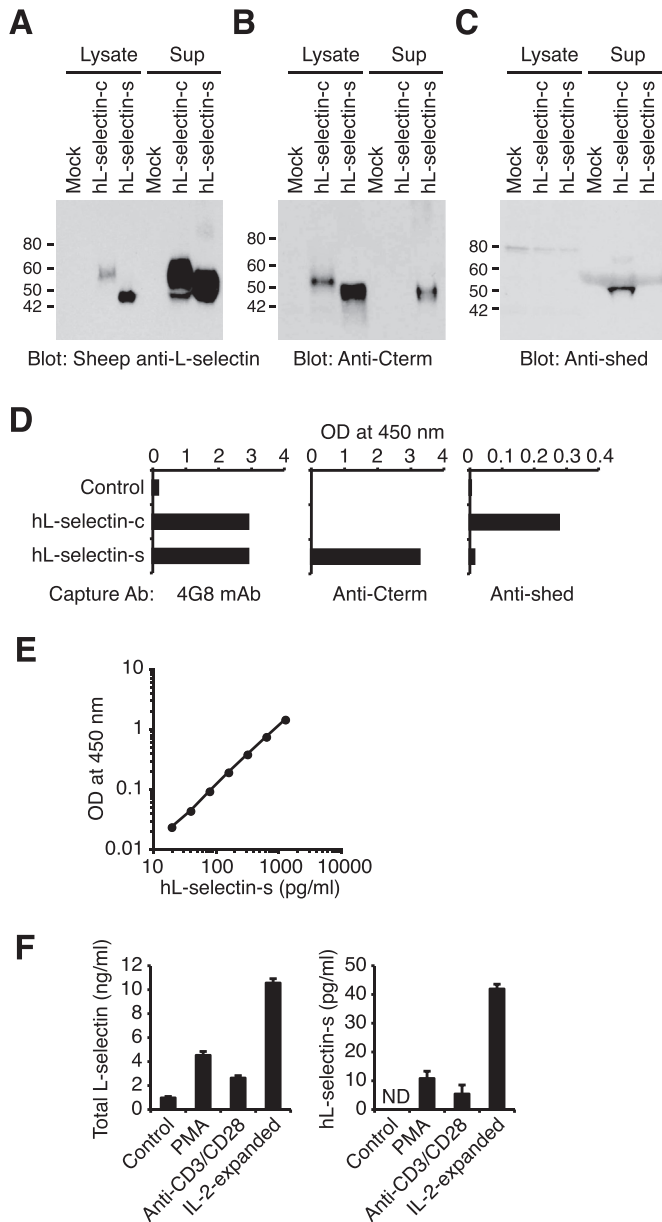 A
Lysate Sup
Mock
hL-selectin-c
hL-selectin-s
Mock
hL-selectin-c
hL-selectin-s
80
60
50
42
Blot: Sheep anti-L-selectin
B
Lysate Sup
Mock
hL-selectin-c
hL-selectin-s
Mock
hL-selectin-c
hL-selectin-s
80
60
50
42
Blot: Anti-Cterm
C
Lysate Sup
Mock
hL-selectin-c
hL-selectin-s
Mock
hL-selectin-c
hL-selectin-s
80
60
50
42
Blot: Anti-shed
D
OD at 450 nm
0 1 2 3 4
0 1 2 3 4
0 0.1 0.2 0.3 0.4
Control
hL-selectin-c
hL-selectin-s
Capture Ab: 4G8 mAb Anti-Cterm Anti-shed
E
OD at 450 nm
10
1
0.1
0.01
10 100 1000 10000
hL-selectin-s (pg/ml)
F
Total L-selectin (ng/ml)
12
10
8
6
4
2
0
Control
PMA
Anti-CD3/CD28
IL-2-expanded
hL-selectin-s (pg/ml)
50
40
30
20
10
0
ND
Control
PMA
Anti-CD3/CD28
IL-2-expanded